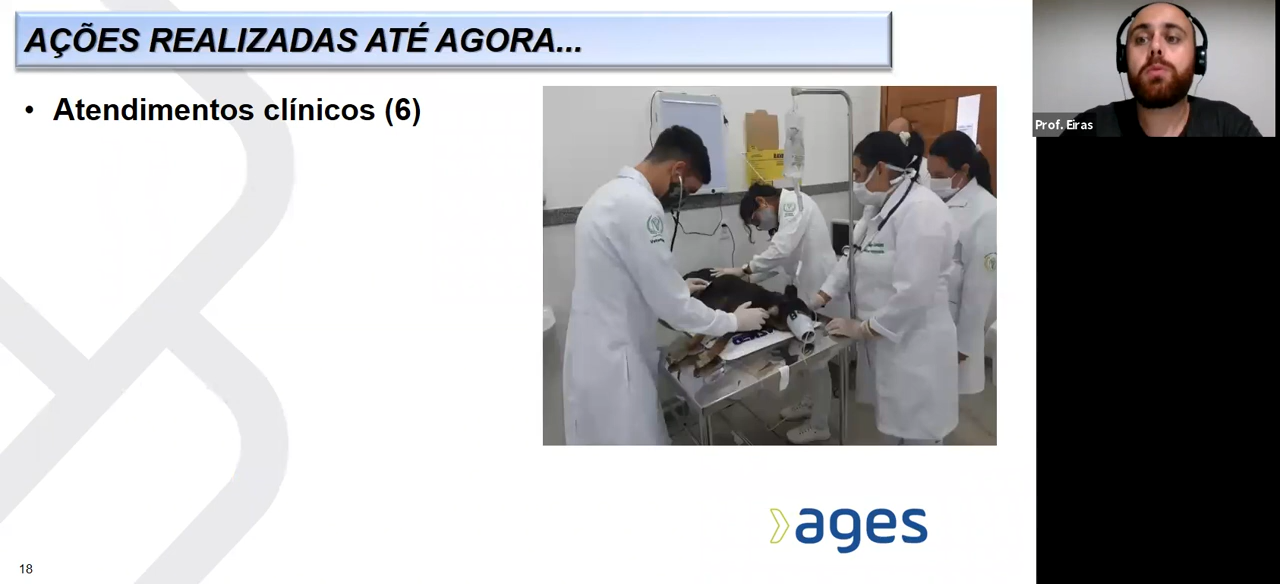 AÇÕES REALIZADAS ATÉ AGORA...
• Atendimentos clínicos (6)
Prof. Eiras
ages
18